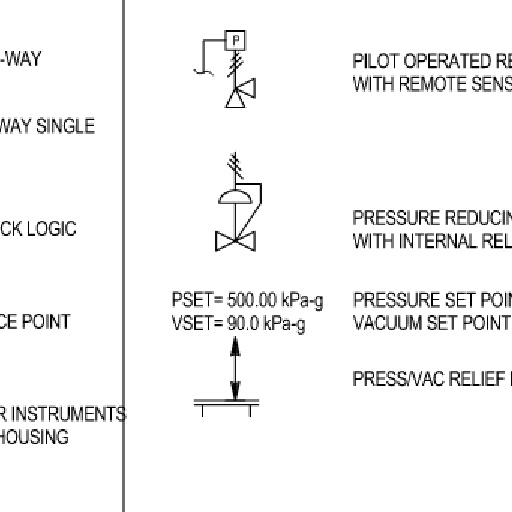 -WAY
WAY SINGLE
CK LOGIC
CE POINT
R INSTRUMENTS
HOUSING
P
PILOT OPERATED RE
WITH REMOTE SENS
PRESSURE REDUCIN
WITH INTERNAL REL
PSET= 500.00 kPa-g
VSET= 90.0 kPa-g
PRESSURE SET POIN
VACUUM SET POINT
PRESS/VAC RELIEF